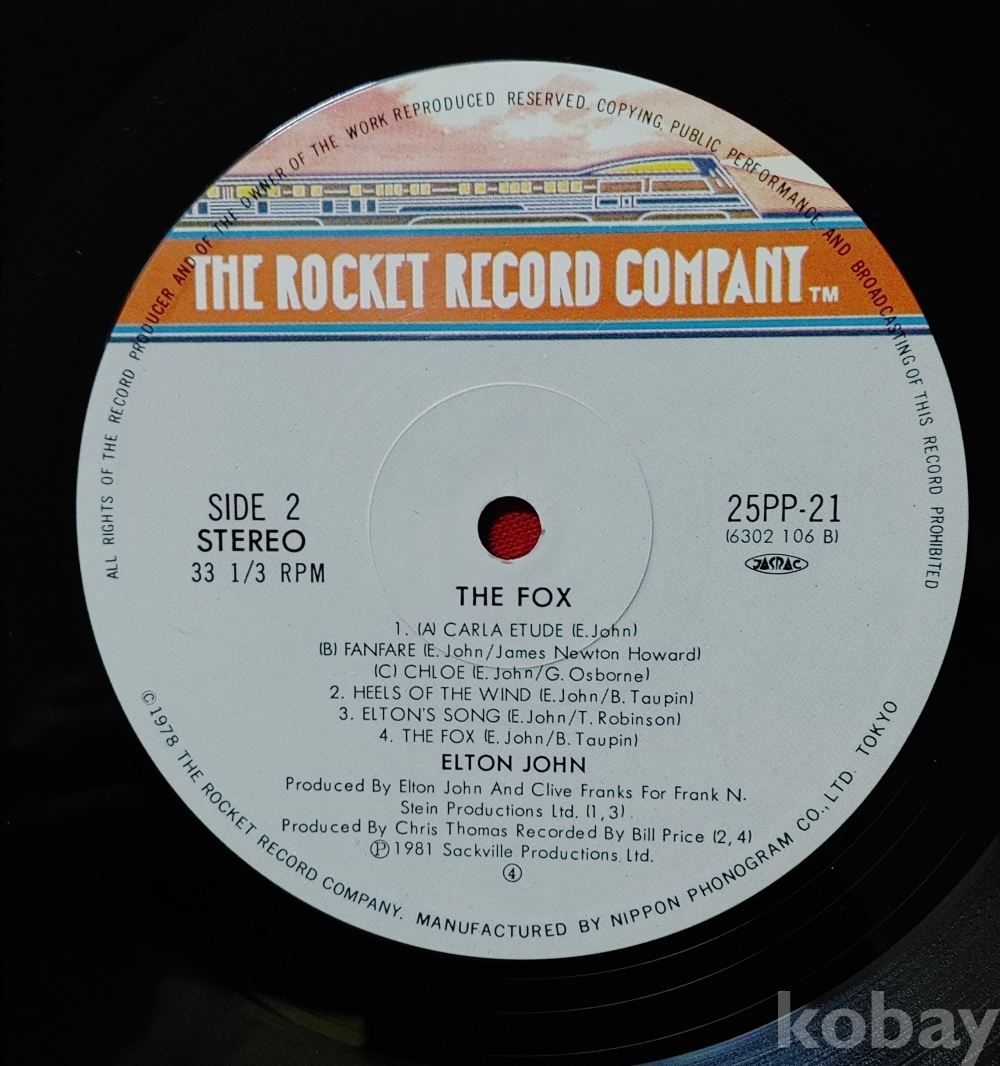 ALL RIGHTS OF THE RECORD PRODUCER AND OF THE OWNER OF THE WORK REPRODUCED RESERVED. COPYING, PUBLIC PERFORMANCE AND BROADCASTING OF THIS RECORD PROHIBITED
THE ROCKET RECORD COMPANY TM
SIDE 2
STEREO
33 1/3 RPM
25PP-21
(6302 106 B)
JASRAC
THE FOX
1. (A) CARLA ETUDE (E.John)
(B) FANFARE (E.John/James Newton Howard)
(C) CHLOE (E.John/G. Osborne)
2. HEELS OF THE WIND (E.John/B. Taupin)
3. ELTON'S SONG (E.John/T. Robinson)
4. THE FOX (E.John/B. Taupin)
ELTON JOHN
Produced By Elton John And Clive Franks For Frank N.
Stein Productions Ltd. (1,3)
Produced By Chris Thomas Recorded By Bill Price (2,4)
Ⓟ1981 Sackville Productions, Ltd.
④
©1978 THE ROCKET RECORD COMPANY. MANUFACTURED BY NIPPON PHONOGRAM CO., LTD. TOKYO
kobay